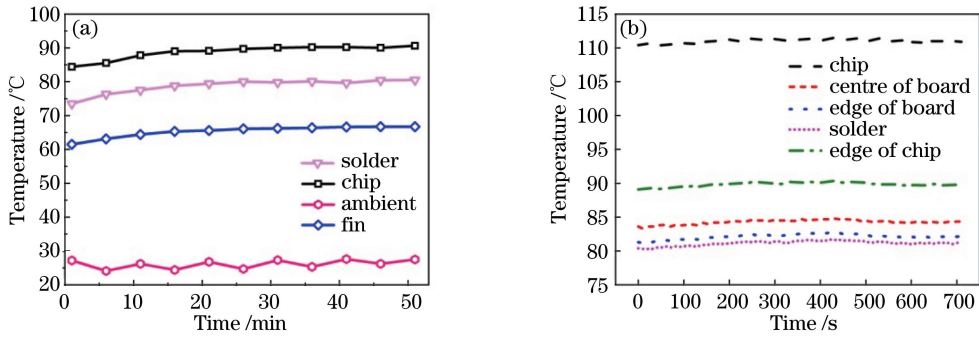 (a)
Temperature /℃
100
90
80
70
60
50
40
30
20
solder
chip
ambient
fin
0 10 20 30 40 50
Time /min
(b)
Temperature /℃
115
110
105
100
95
90
85
80
75
chip
centre of board
edge of board
solder
edge of chip
0 100 200 300 400 500 600 700
Time /s